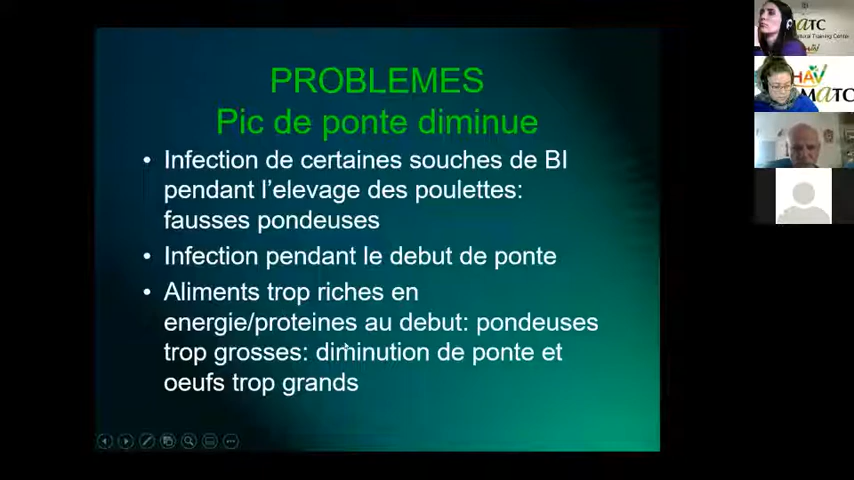 PROBLEMES
Pic de ponte diminue
• Infection de certaines souches de BI
pendant l'elevage des poulettes:
fausses pondeuses
• Infection pendant le debut de ponte
• Aliments trop riches en
energie/proteines au debut: pondeuses
trop grosses: diminution de ponte et
oeufs trop grands
MATC